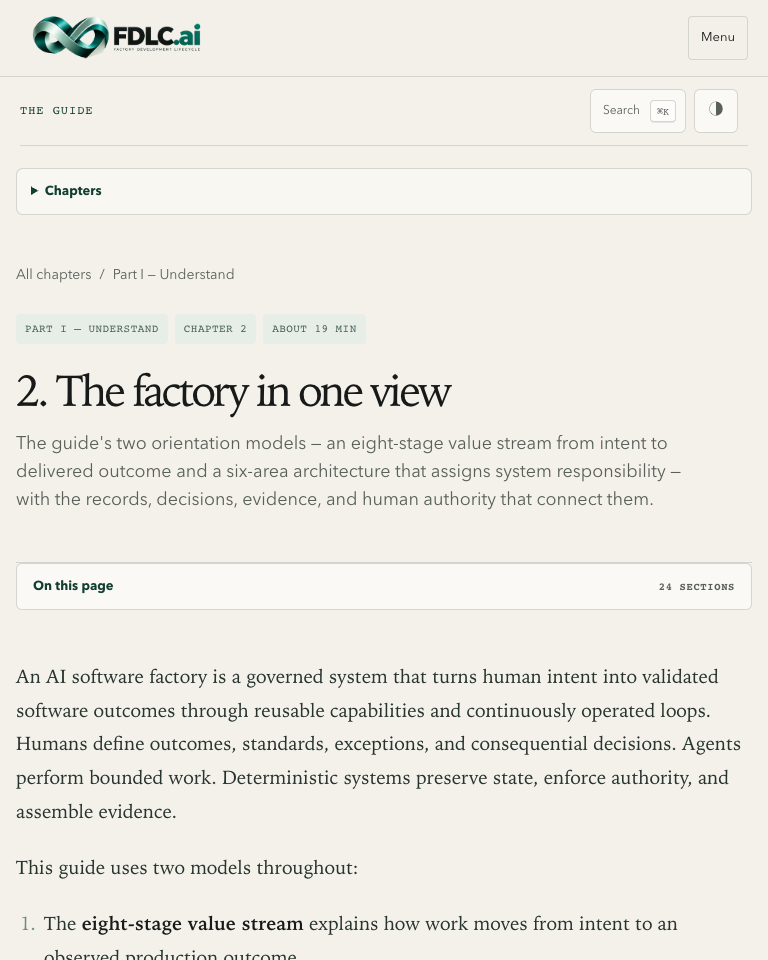 FDLC.ai
FACTORY DEVELOPMENT LIFECYCLE
Menu
THE GUIDE
Search ⌘K
Chapters
All chapters / Part I — Understand
PART I — UNDERSTAND
CHAPTER 2
ABOUT 19 MIN
2. The factory in one view
The guide's two orientation models — an eight-stage value stream from intent to
delivered outcome and a six-area architecture that assigns system responsibility —
with the records, decisions, evidence, and human authority that connect them.
On this page
24 SECTIONS
An AI software factory is a governed system that turns human intent into validated
software outcomes through reusable capabilities and continuously operated loops.
Humans define outcomes, standards, exceptions, and consequential decisions. Agents
perform bounded work. Deterministic systems preserve state, enforce authority, and
assemble evidence.
This guide uses two models throughout:
1. The eight-stage value stream explains how work moves from intent to an
observed production outcome.